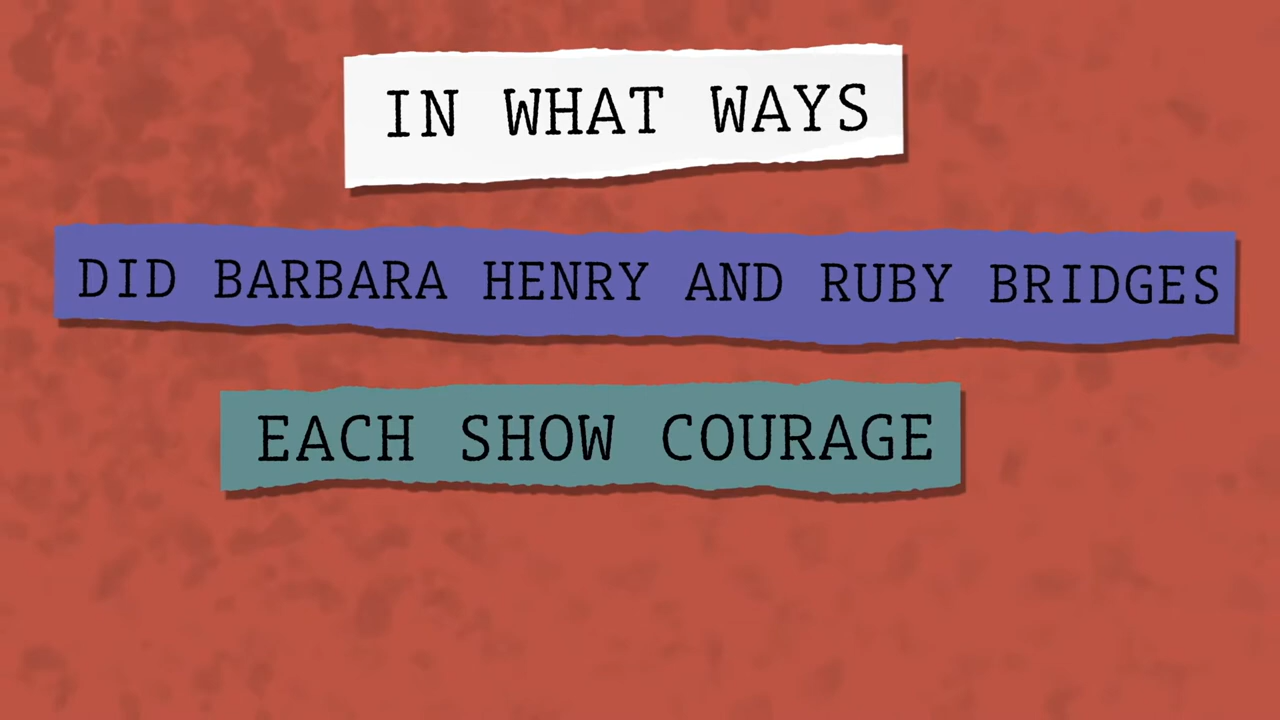 IN WHAT WAYS
DID BARBARA HENRY AND RUBY BRIDGES
EACH SHOW COURAGE